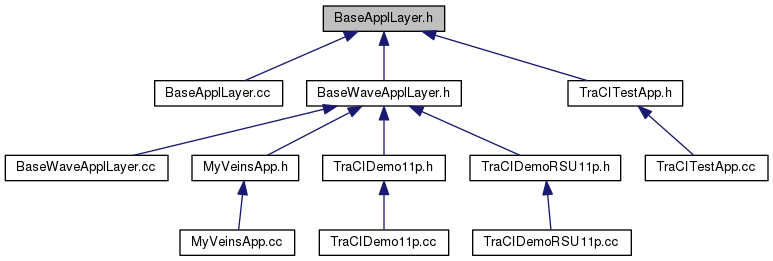 BaseApplLayer.h
BaseApplLayer.cc
BaseWaveApplLayer.h
TraCITestApp.h
BaseWaveApplLayer.cc
MyVeinsApp.h
TraCIDemo11p.h
TraCIDemoRSU11p.h
TraCITestApp.cc
MyVeinsApp.cc
TraCIDemo11p.cc
TraCIDemoRSU11p.cc